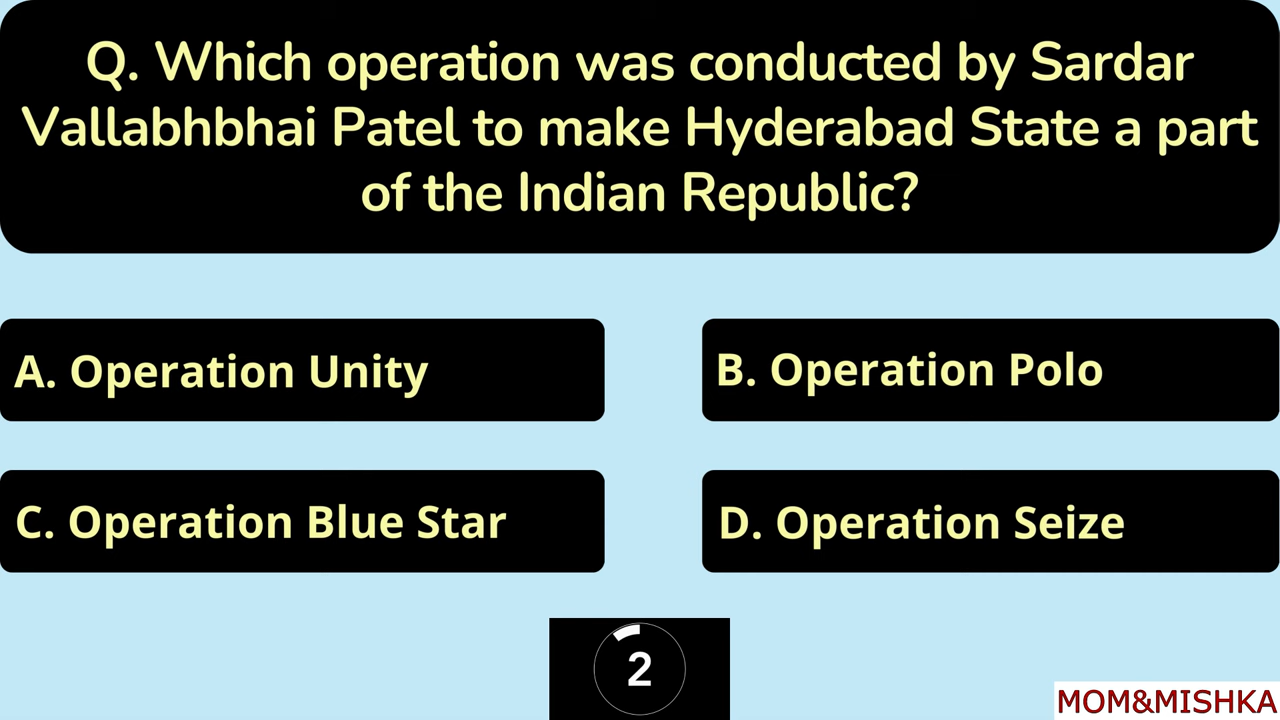 Q. Which operation was conducted by Sardar
Vallabhbhai Patel to make Hyderabad State a part
of the Indian Republic?
A. Operation Unity
B. Operation Polo
C. Operation Blue Star
D. Operation Seize
2
MOM&MISHKA